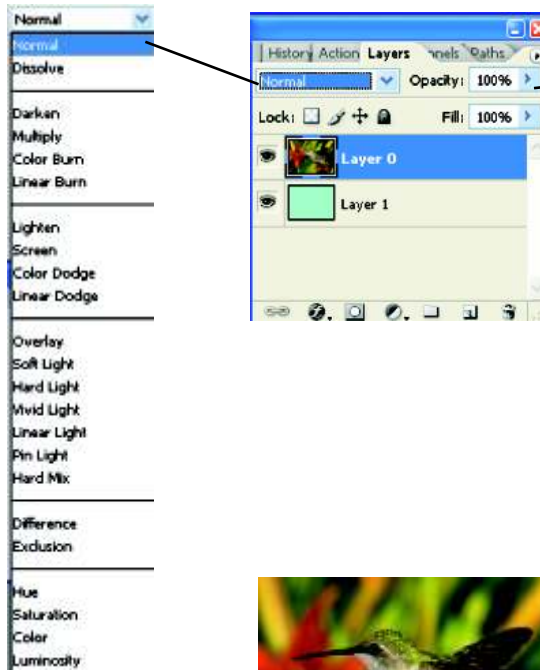 Normal
Normal
Dissolve
Darken
Multiply
Color Burn
Linear Burn
Lighten
Screen
Color Dodge
Linear Dodge
Overlay
Soft Light
Hard Light
Vivid Light
Linear Light
Pin Light
Hard Mix
Difference
Exclusion
Hue
Saturation
Color
Luminosity
History Action Layers nnels Paths
Normal Opacity: 100%
Lock: Fill: 100%
Layer 0
Layer 1